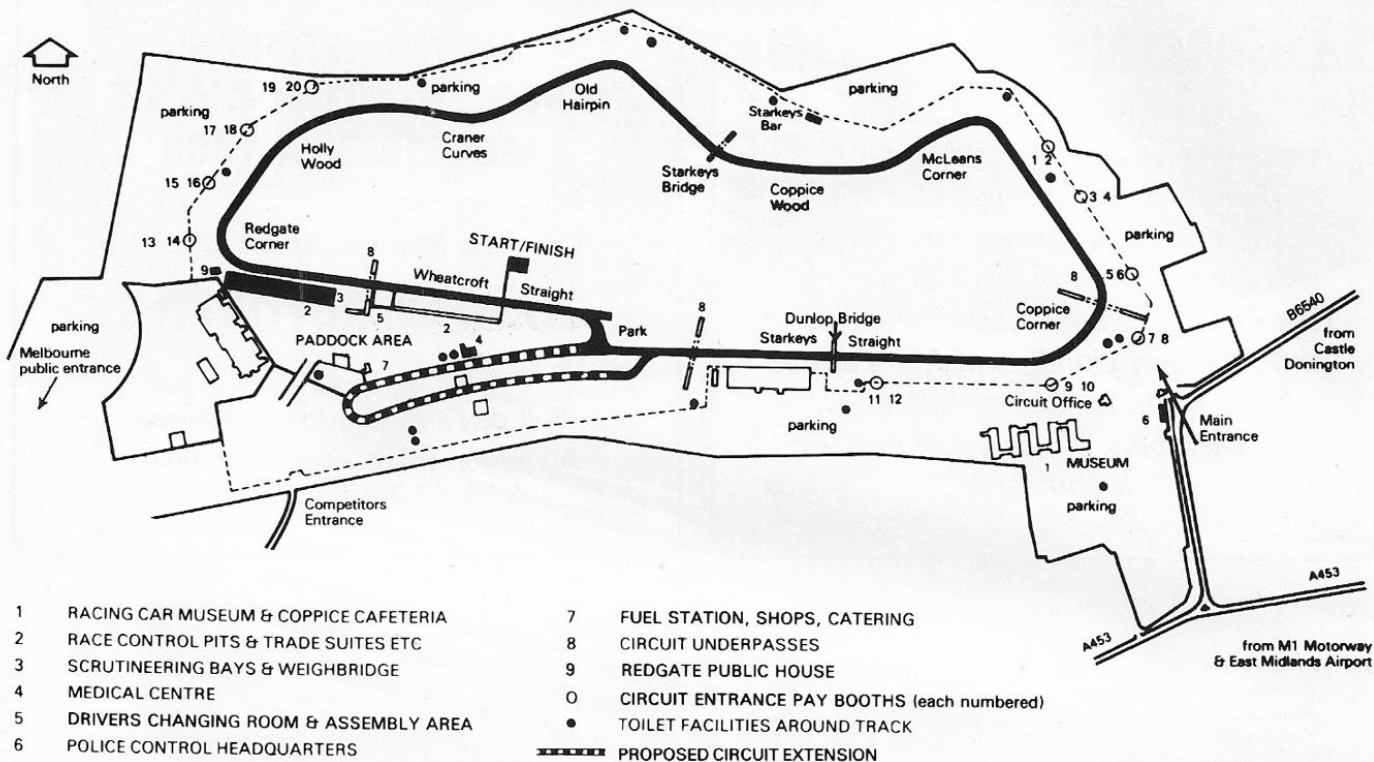 North
parking
19 20
17 18
15 16
13 14
9
parking
Holly
Wood
Craner
Curves
Old
Hairpin
Starkeys
Bar
parking
Starkeys
Bridge
Coppice
Wood
McLeans
Corner
1 2
3 4
parking
5 6
Redgate
Corner
START/FINISH
8
Wheatcroft
Straight
3
2
5
2
PADDOCK AREA
4
7
Park
8
Dunlop Bridge
Starkeys
Straight
8
Coppice
Corner
7 8
B6540
from
Castle
Donington
parking
Melbourne
public entrance
11 12
9 10
Circuit Office
6
Main
Entrance
parking
1
MUSEUM
parking
Competitors
Entrance
A453
A453
from M1 Motorway
& East Midlands Airport
1 RACING CAR MUSEUM & COPPICE CAFETERIA
2 RACE CONTROL PITS & TRADE SUITES ETC
3 SCRUTINEERING BAYS & WEIGHBRIDGE
4 MEDICAL CENTRE
5 DRIVERS CHANGING ROOM & ASSEMBLY AREA
6 POLICE CONTROL HEADQUARTERS
7 FUEL STATION, SHOPS, CATERING
8 CIRCUIT UNDERPASSES
9 REDGATE PUBLIC HOUSE
O CIRCUIT ENTRANCE PAY BOOTHS (each numbered)
● TOILET FACILITIES AROUND TRACK
PROPOSED CIRCUIT EXTENSION